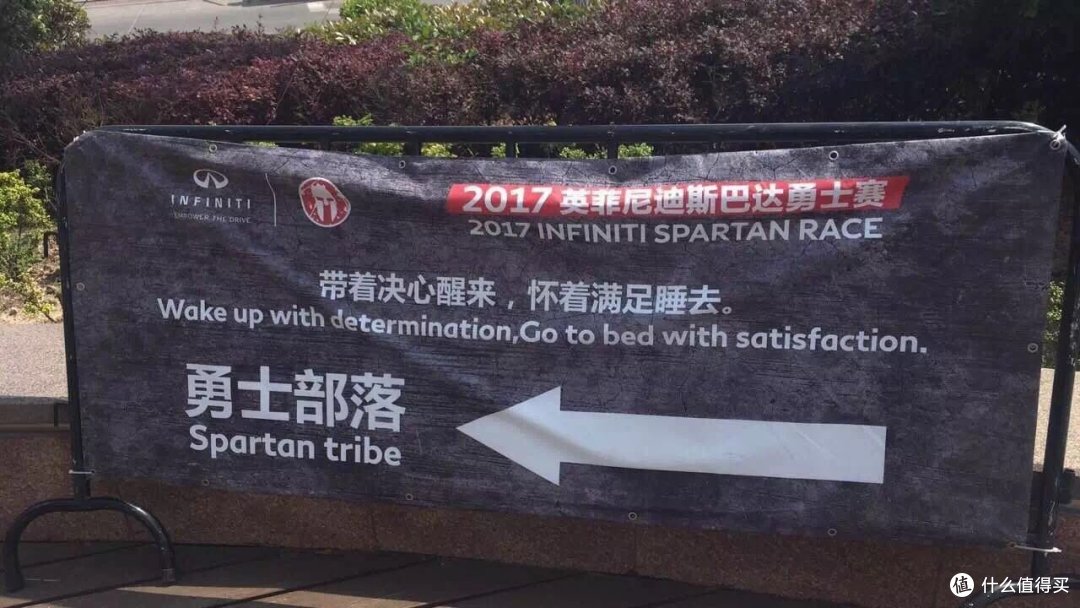 INFINITI
EMPOWER THE DRIVE
2017 英菲尼迪斯巴达勇士赛
2017 INFINITI SPARTAN RACE
带着决心醒来，怀着满足睡去。
Wake up with determination,Go to bed with satisfaction.
勇士部落
Spartan tribe
值 什么值得买